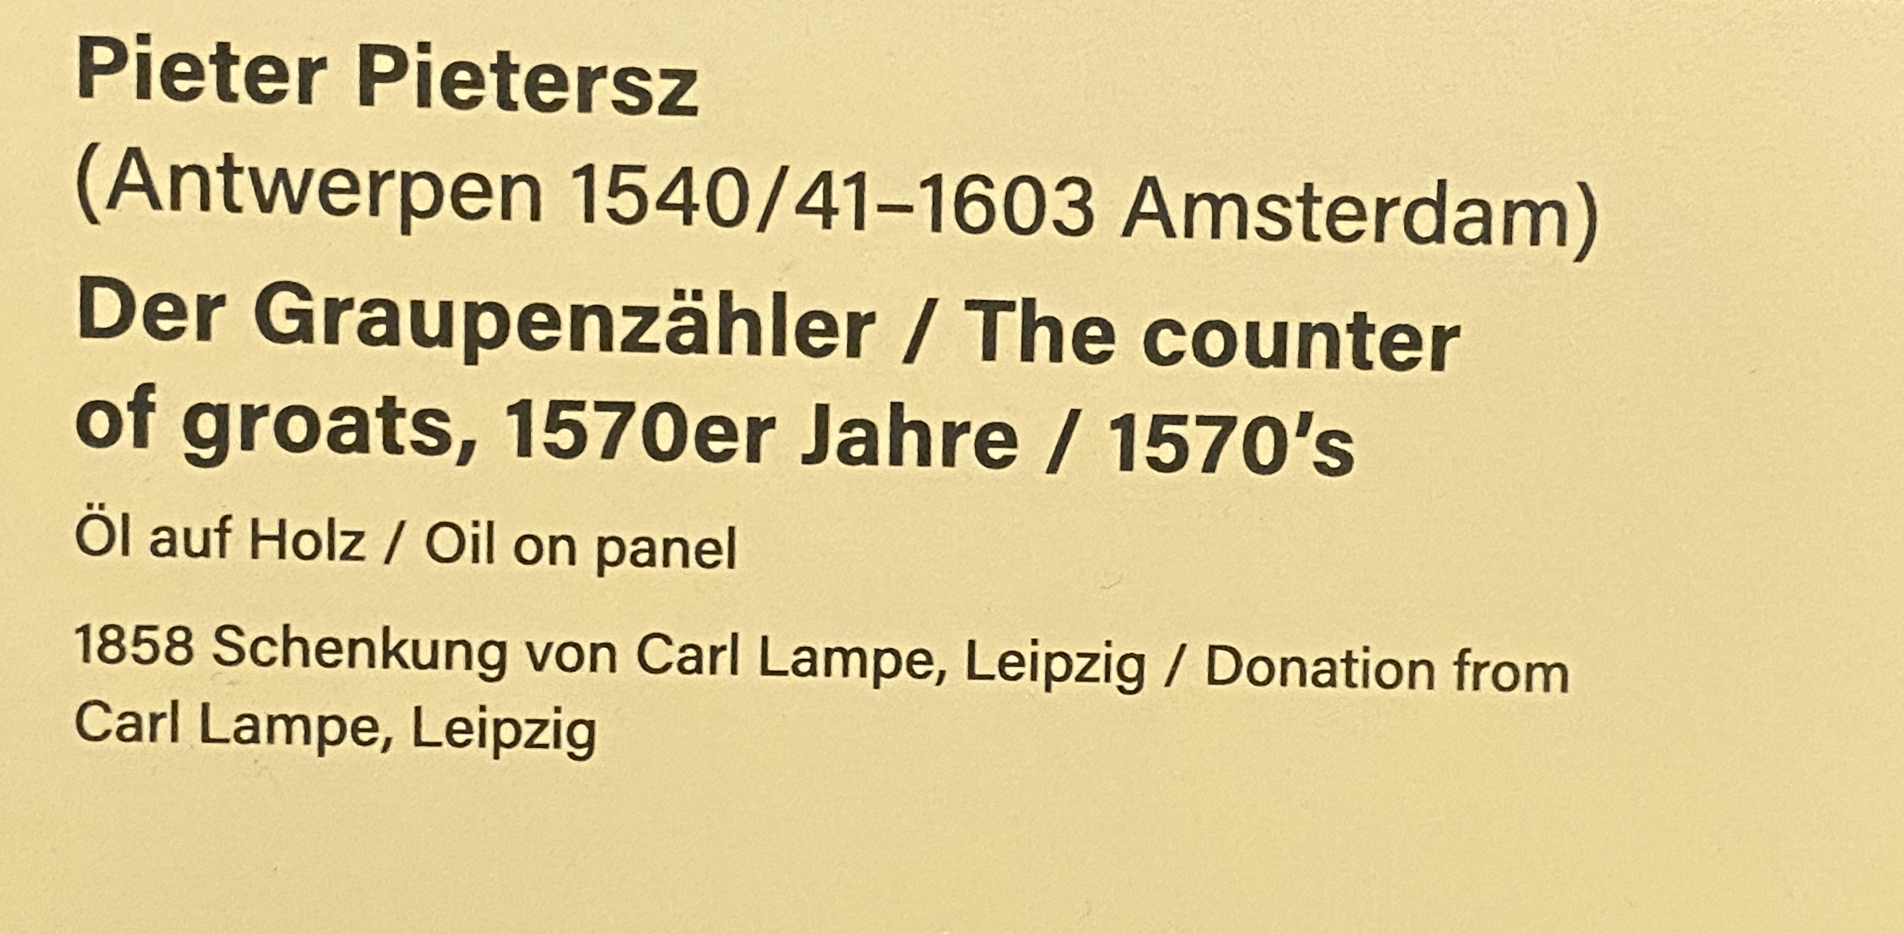 Pieter Pietersz
(Antwerpen 1540/41–1603 Amsterdam)
Der Graupenzähler / The counter
of groats, 1570er Jahre / 1570’s
Öl auf Holz / Oil on panel
1858 Schenkung von Carl Lampe, Leipzig / Donation from
Carl Lampe, Leipzig